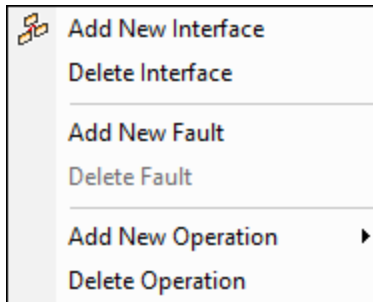 Add New Interface
Delete Interface
Add New Fault
Delete Fault
Add New Operation
Delete Operation